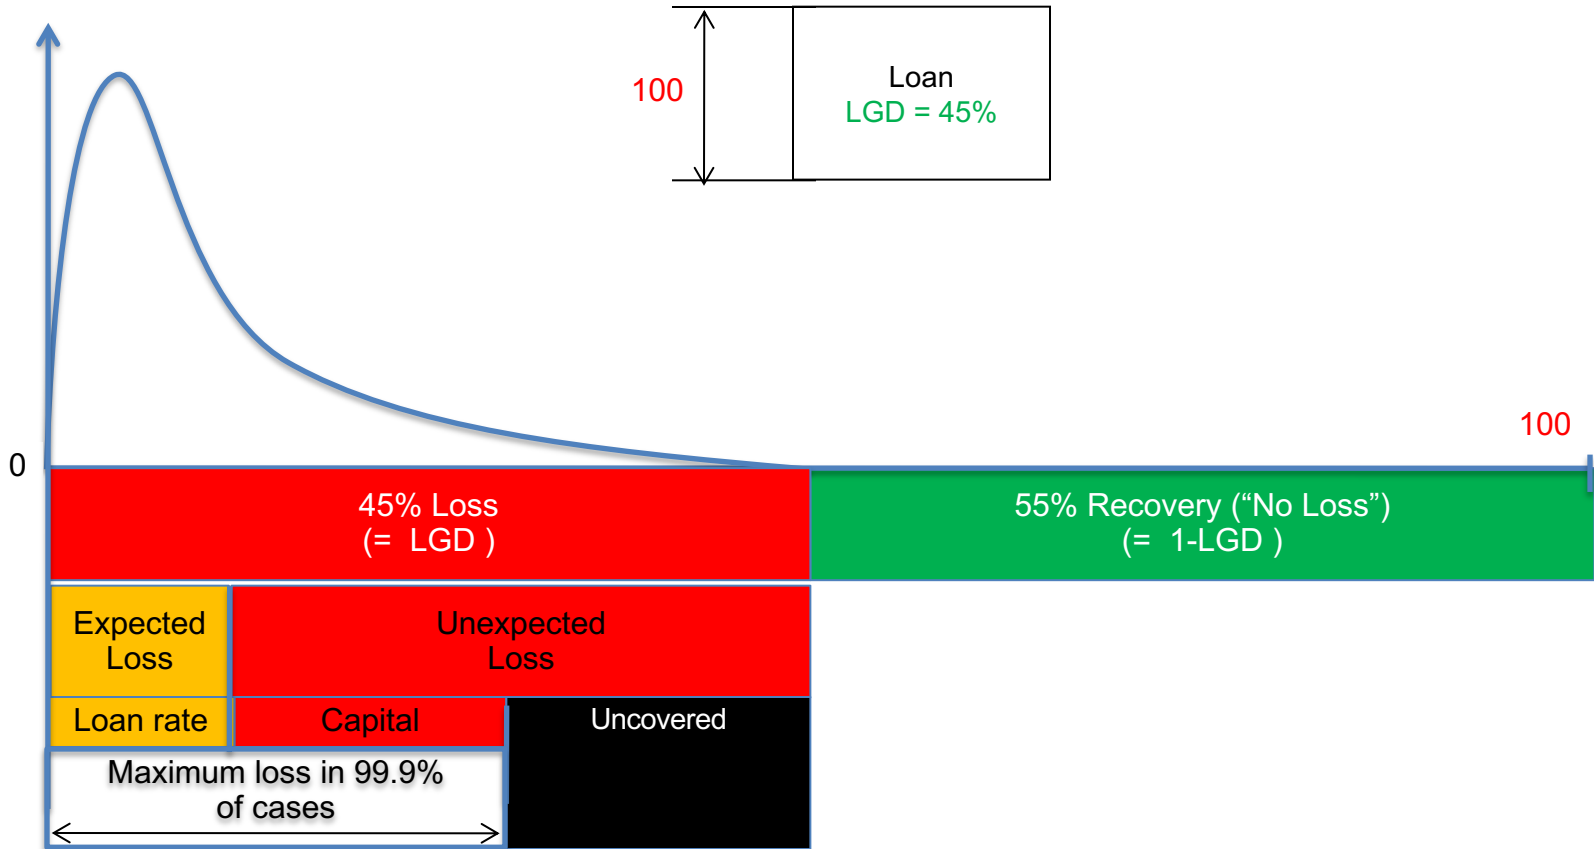 100
Loan
LGD = 45%
100
0
45% Loss
(= LGD )
55% Recovery (“No Loss”)
(= 1-LGD )
Expected
Loss
Unexpected
Loss
Loan rate
Capital
Uncovered
Maximum loss in 99.9%
of cases